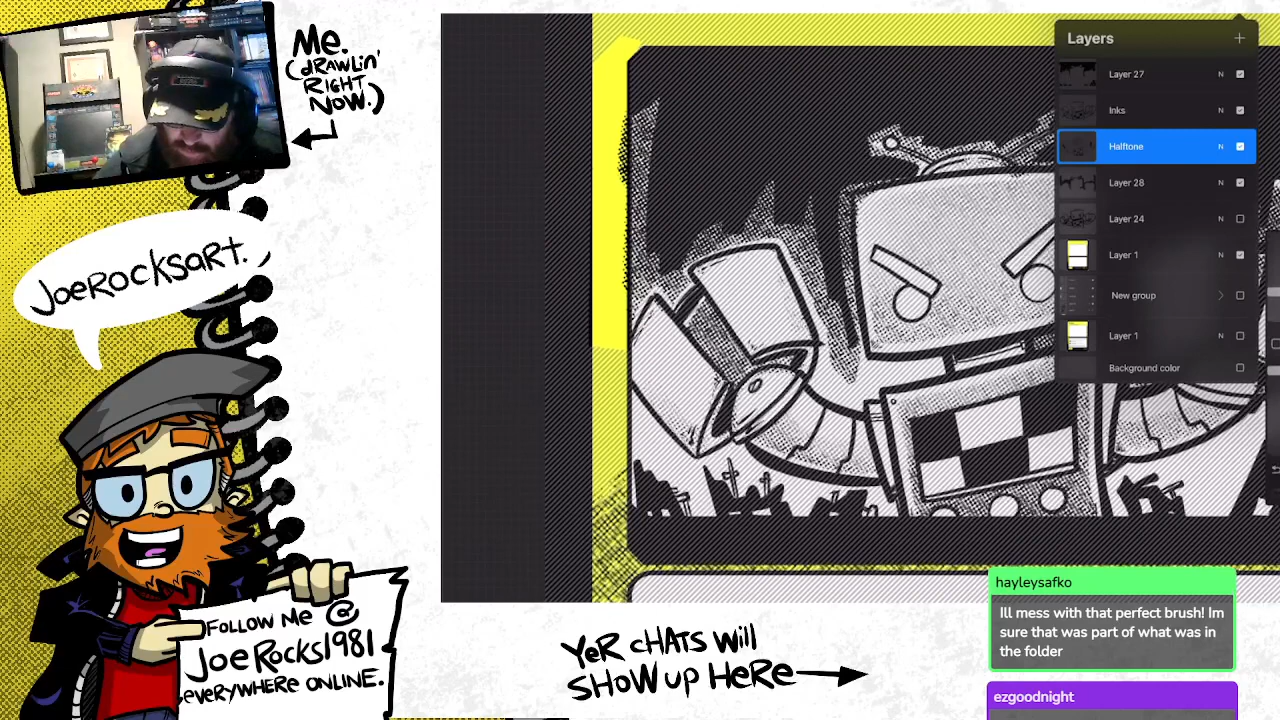 Me.
(drawlin'
right
now.)
JoeRocksart.
Follow me @
JoeRocks1981
everywhere online.
Layers
+
Layer 27 N
Inks N
Halftone N
Layer 28 N
Layer 24 N
Layer 1 N
New group
Layer 1 N
Background color
Yer chats will
show up here
hayleysafko
Ill mess with that perfect brush! Im
sure that was part of what was in
the folder
ezgoodnight